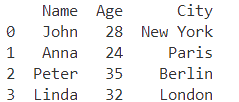 Name Age City
0 John 28 New York
1 Anna 24 Paris
2 Peter 35 Berlin
3 Linda 32 London